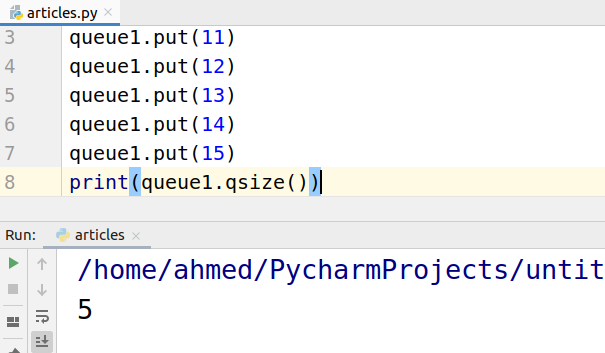 articles.py
3 queue1.put(11)
4 queue1.put(12)
5 queue1.put(13)
6 queue1.put(14)
7 queue1.put(15)
8 print(queue1.qsize())
Run: articles
/home/ahmed/PycharmProjects/untit
5